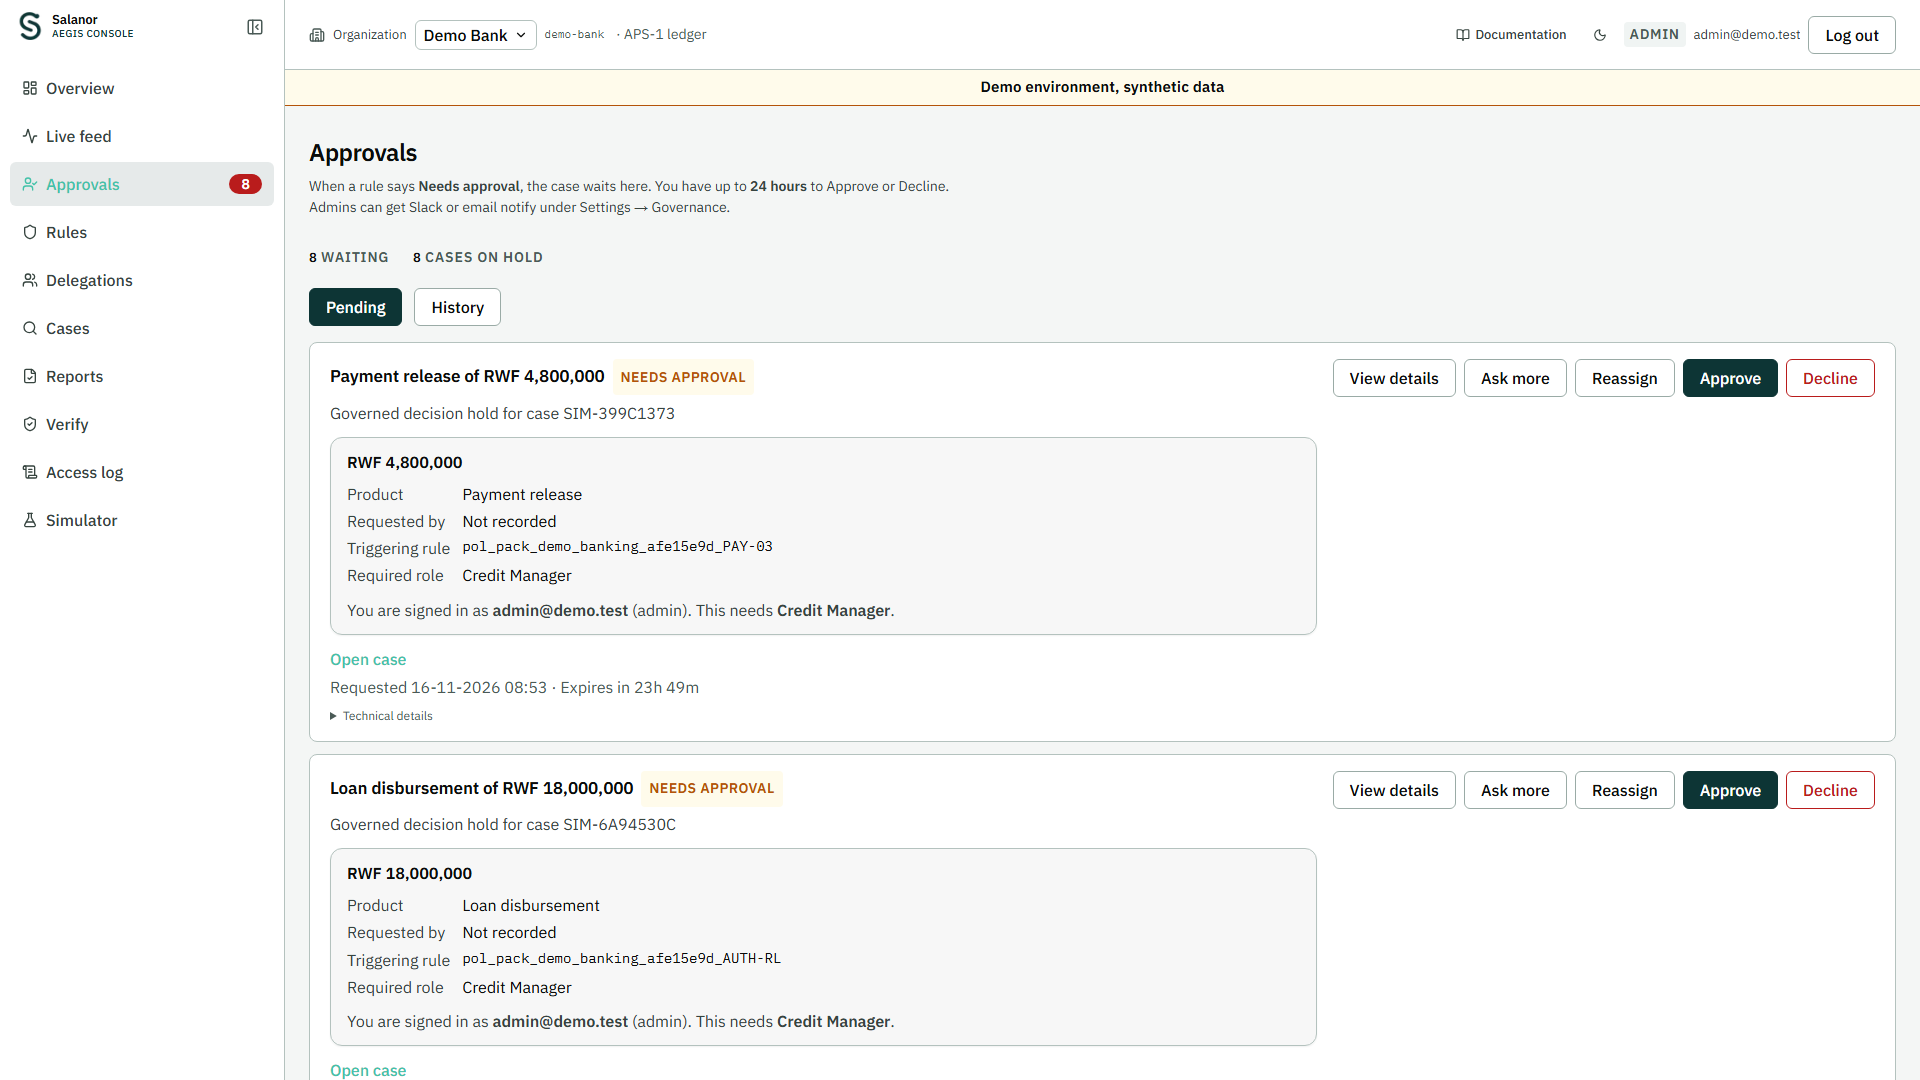 Salanor
AEGIS CONSOLE
Overview
Live feed
Approvals
8
Rules
Delegations
Cases
Reports
Verify
Access log
Simulator
Organization
Demo Bank
demo-bank
· APS-1 ledger
Documentation
ADMIN
admin@demo.test
Log out
Demo environment, synthetic data
Approvals
When a rule says Needs approval, the case waits here. You have up to 24 hours to Approve or Decline.
Admins can get Slack or email notify under Settings → Governance.
8 WAITING
8 CASES ON HOLD
Pending
History
Payment release of RWF 4,800,000
NEEDS APPROVAL
View details
Ask more
Reassign
Approve
Decline
Governed decision hold for case SIM-399C1373
RWF 4,800,000
Product Payment release
Requested by Not recorded
Triggering rule pol_pack_demo_banking_afe15e9d_PAY-03
Required role Credit Manager
You are signed in as admin@demo.test (admin). This needs Credit Manager.
Open case
Requested 16-11-2026 08:53 · Expires in 23h 49m
Technical details
Loan disbursement of RWF 18,000,000
NEEDS APPROVAL
View details
Ask more
Reassign
Approve
Decline
Governed decision hold for case SIM-6A94530C
RWF 18,000,000
Product Loan disbursement
Requested by Not recorded
Triggering rule pol_pack_demo_banking_afe15e9d_AUTH-RL
Required role Credit Manager
You are signed in as admin@demo.test (admin). This needs Credit Manager.
Open case